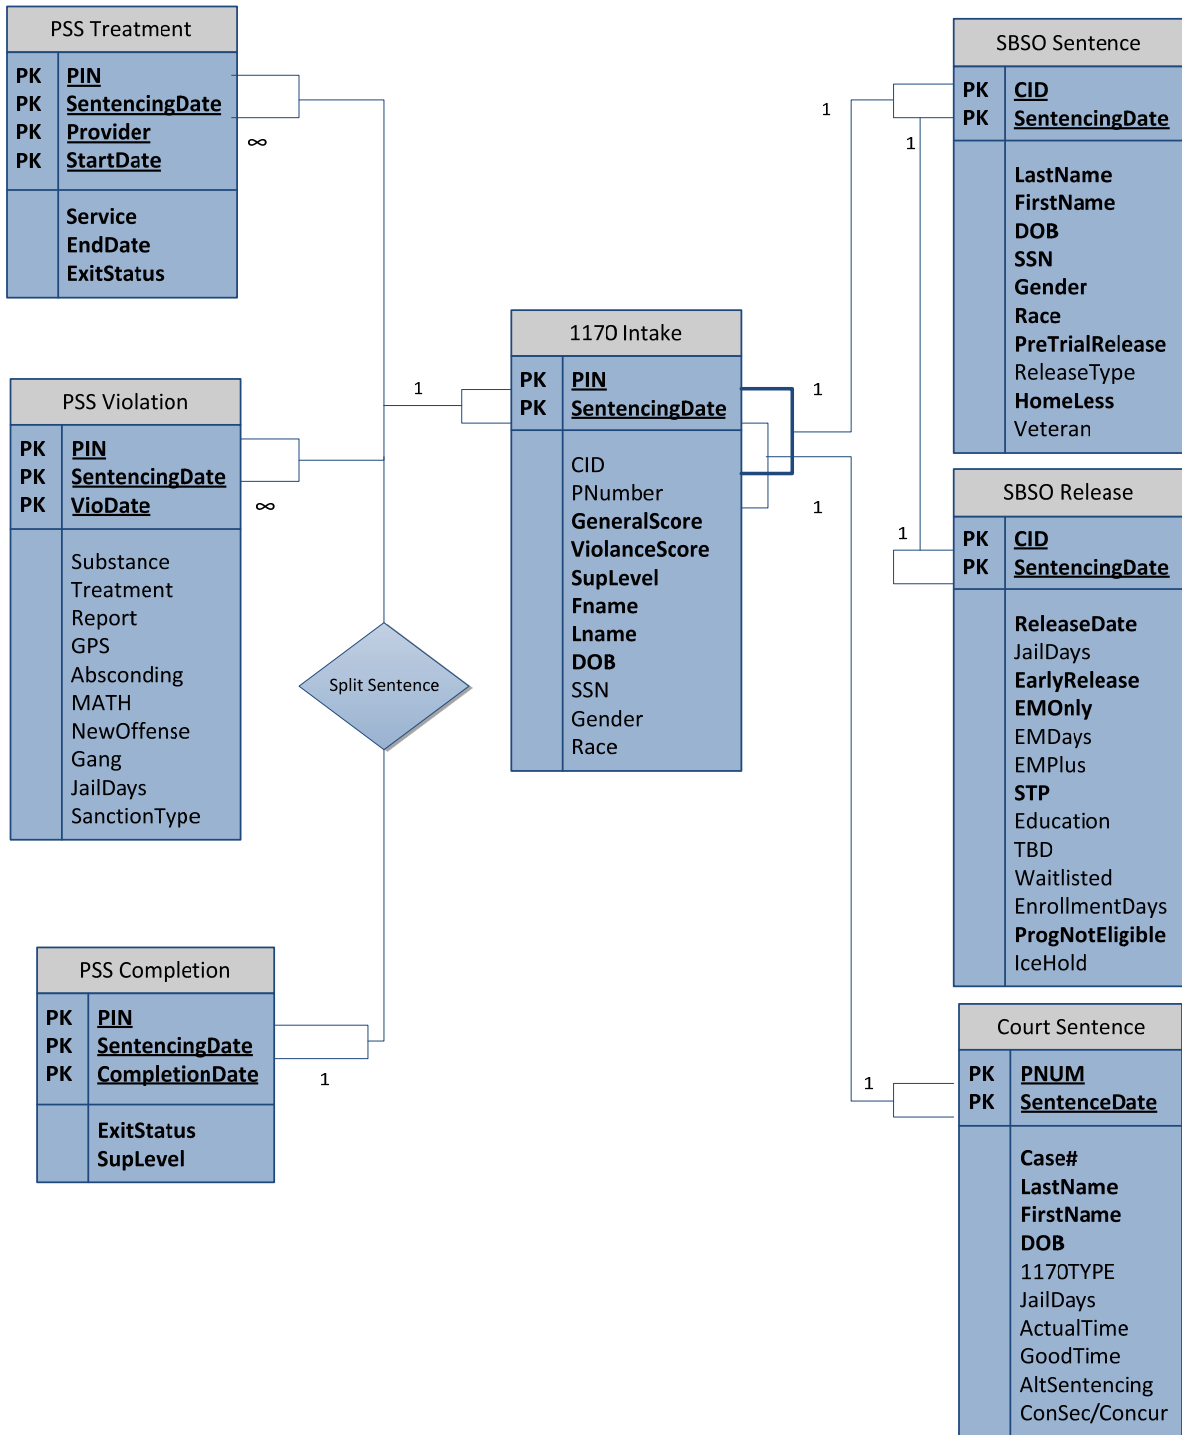 PSS Treatment
PK PIN
PK SentencingDate
PK Provider
PK StartDate
Service
EndDate
ExitStatus
∞
PSS Violation
PK PIN
PK SentencingDate
PK VioDate
Substance
Treatment
Report
GPS
Absconding
MATH
NewOffense
Gang
JailDays
SanctionType
∞
Split Sentence
PSS Completion
PK PIN
PK SentencingDate
PK CompletionDate
ExitStatus
SupLevel
1
1
1170 Intake
PK PIN
PK SentencingDate
CID
PNumber
GeneralScore
ViolanceScore
SupLevel
Fname
Lname
DOB
SSN
Gender
Race
1
1
1
1
SBSO Sentence
PK CID
PK SentencingDate
LastName
FirstName
DOB
SSN
Gender
Race
PreTrialRelease
ReleaseType
HomeLess
Veteran
1
SBSO Release
PK CID
PK SentencingDate
ReleaseDate
JailDays
EarlyRelease
EMOnly
EMDays
EMPlus
STP
Education
TBD
Waitlisted
EnrollmentDays
ProgNotEligible
IceHold
1
Court Sentence
PK PNUM
PK SentenceDate
Case#
LastName
FirstName
DOB
1170TYPE
JailDays
ActualTime
GoodTime
AltSentencing
ConSec/Concur